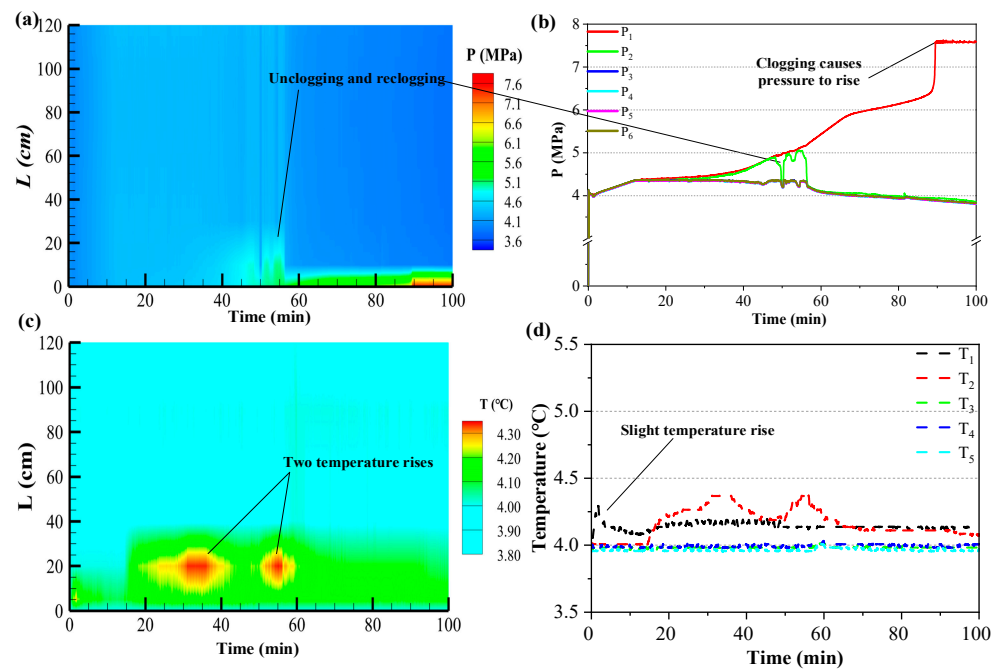 (a)
120
100
80
60
40
20
0
L (cm)
0 20 40 60 80 100
Time (min)
P (MPa)
7.6
7.1
6.6
6.1
5.6
5.1
4.6
4.1
3.6
Unclogging and reclogging
(b)
8
7
6
5
4
0
P (MPa)
P1
P2
P3
P4
P5
P6
Clogging causes
pressure to rise
0 20 40 60 80 100
Time (min)
(c)
120
100
80
60
40
20
0
L (cm)
0 20 40 60 80 100
Time (min)
T (°C)
4.30
4.20
4.10
4.00
3.90
3.80
Two temperature rises
(d)
5.5
5.0
4.5
4.0
3.5
Temperature (°C)
T1
T2
T3
T4
T5
Slight temperature rise
0 20 40 60 80 100
Time (min)